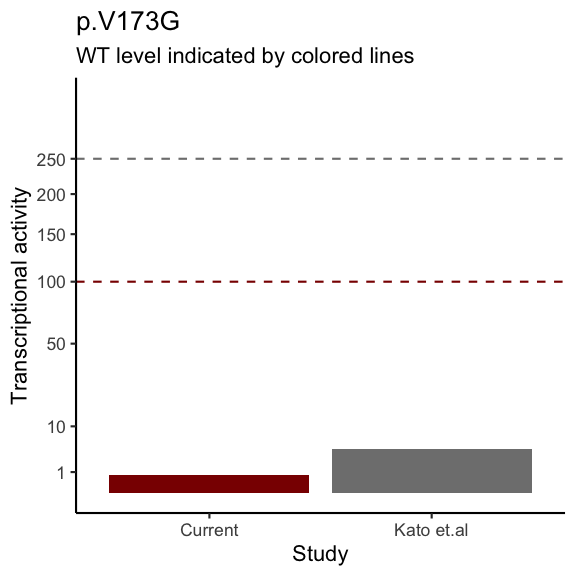 p.V173G
WT level indicated by colored lines
Transcriptional activity
250
200
150
100
50
10
1
Current
Kato et.al
Study